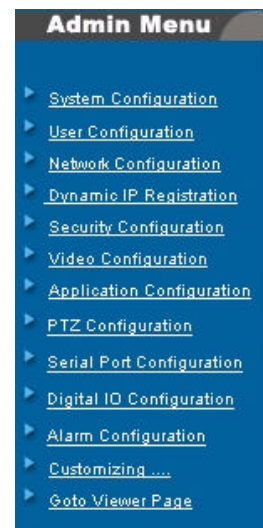 Admin Menu
System Configuration
User Configuration
Network Configuration
Dynamic IP Registration
Security Configuration
Video Configuration
Application Configuration
PTZ Configuration
Serial Port Configuration
Digital IO Configuration
Alarm Configuration
Customizing ....
Goto Viewer Page